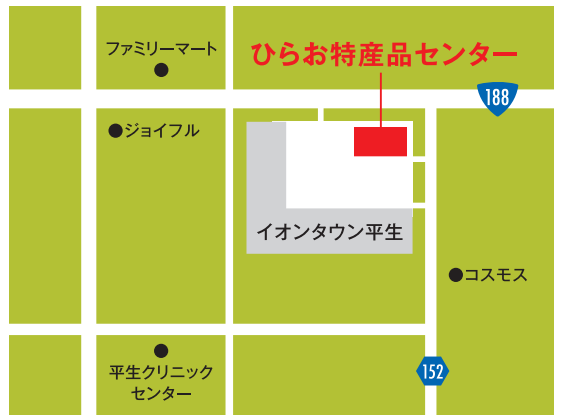 ファミリーマート
ひらお特産品センター
188
ジョイフル
イオンタウン平生
コスモス
平生クリニック
センター
152